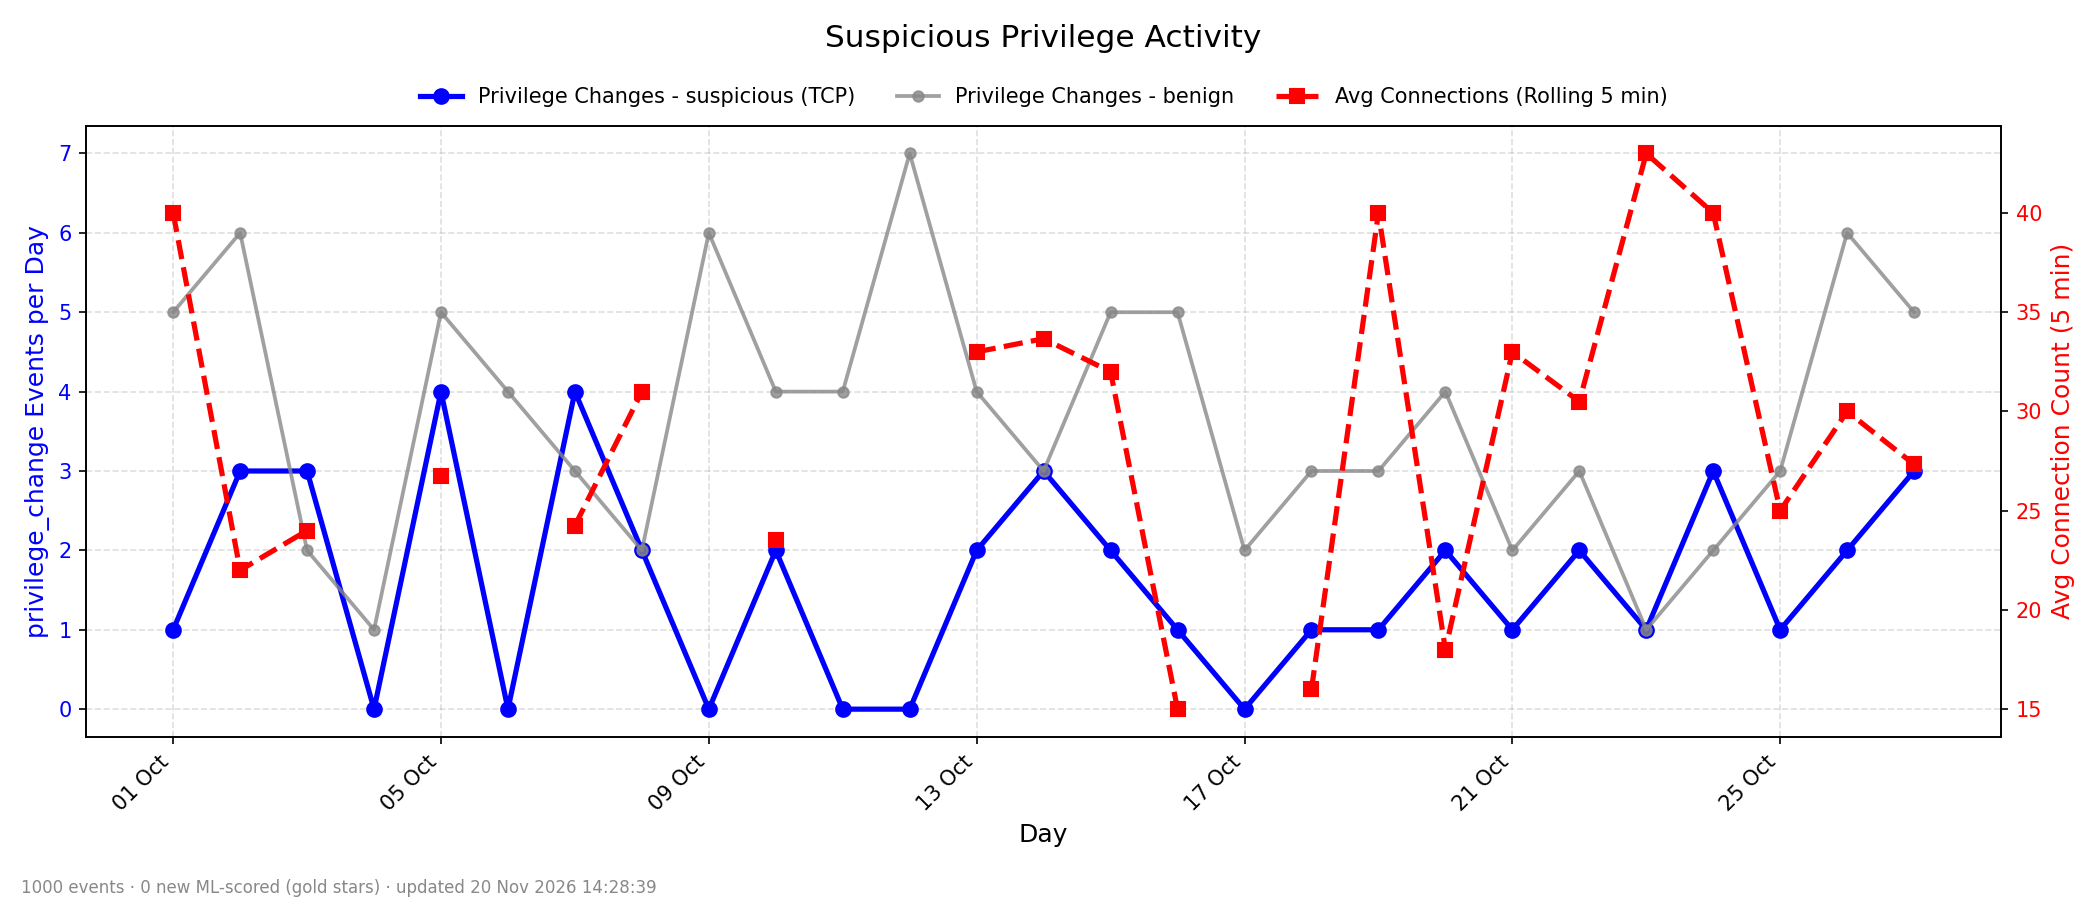 Suspicious Privilege Activity
Privilege Changes - suspicious (TCP)
Privilege Changes - benign
Avg Connections (Rolling 5 min)
privilege_change Events per Day
7
6
5
4
3
2
1
0
40
35
30
25
20
15
Avg Connection Count (5 min)
01 Oct
05 Oct
09 Oct
13 Oct
17 Oct
21 Oct
25 Oct
Day
1000 events · 0 new ML-scored (gold stars) · updated 20 Nov 2026 14:28:39